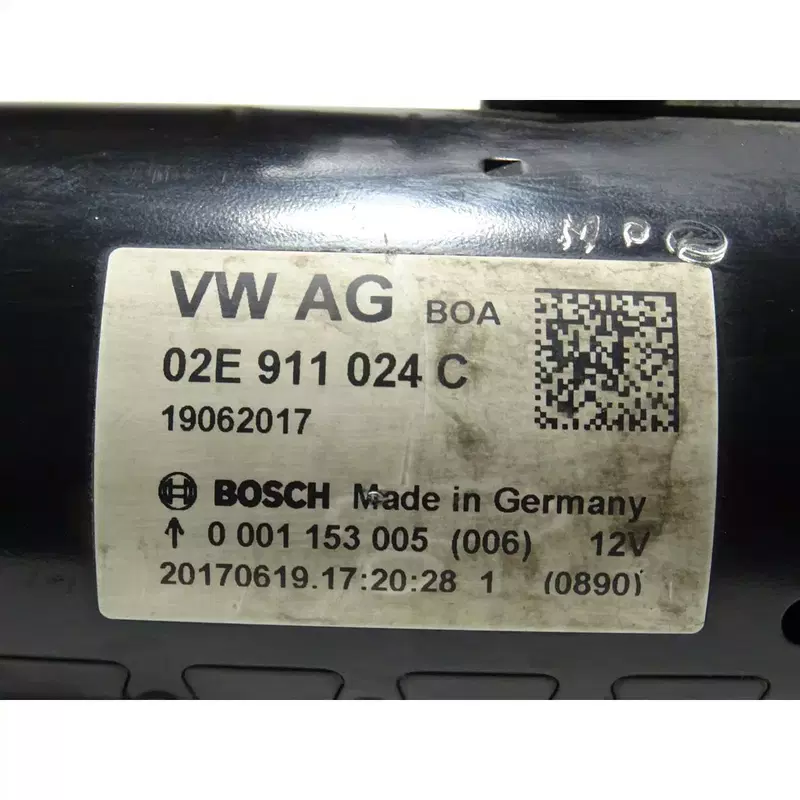 MP
VW AG BOA
02E 911 024 C
19062017
BOSCH Made in Germany
↑ 0 001 153 005 (006) 12V
20170619.17:20:28 1 (0890)